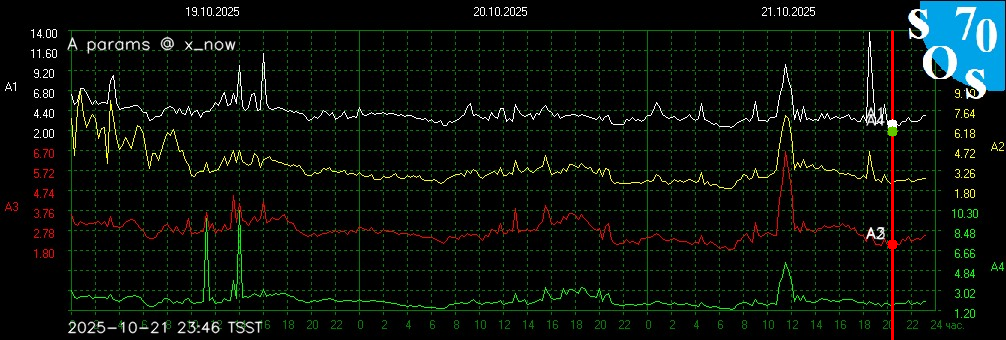 19.10.2025 20.10.2025 21.10.2025
SOS 70
A params @ x_now
14.00
11.60
9.20
6.80
4.40
2.00
A1
6.70
5.72
4.74
3.76
2.78
1.80
A3
9.10
7.64
6.18
4.72
3.26
1.80
A2
10.30
8.48
6.66
4.84
3.02
1.20
A4
A3
2025-10-21 23:46 TSST
16 18 20 22 0 2 4 6 8 10 12 14 16 18 20 22 0 2 4 6 8 10 12 14 16 18 20 22 24 час.